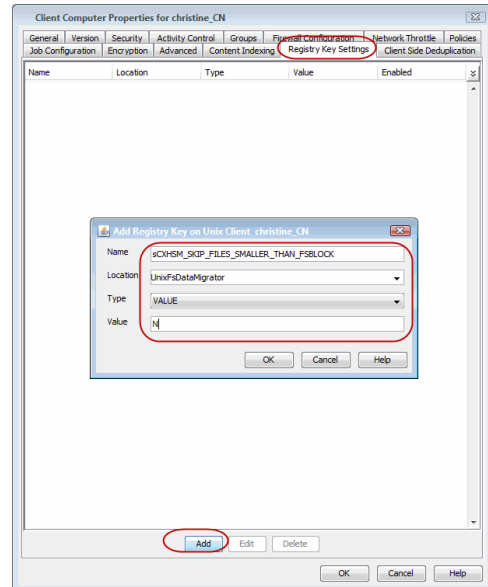 Client Computer Properties for christine_CN
General Version Security Activity Control Groups Firewall Configuration Network Throttle Policies
Job Configuration Encryption Advanced Content Indexing Registry Key Settings Client Side Deduplication
Name Location Type Value Enabled
Add Registry Key on Unix Client christine_CN
Name sCXHSM_SKIP_FILES_SMALLER_THAN_FSBLOCK
Location UnixFsDataMigrator
Type VALUE
Value N
OK Cancel Help
Add Edit Delete
OK Cancel Help